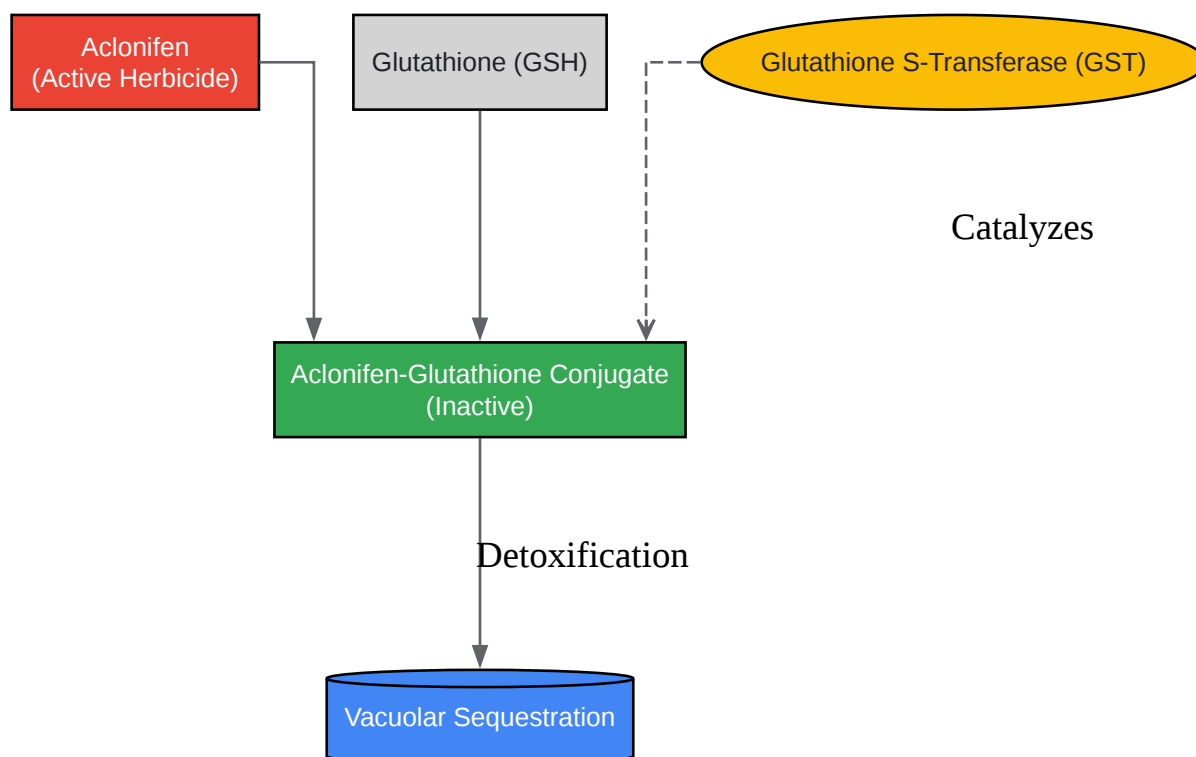 Aclonifen
(Active Herbicide)
Glutathione (GSH)
Glutathione S-Transferase (GST)
Catalyzes
Aclonifen-Glutathione Conjugate
(Inactive)
Detoxification
Vacuolar Sequestration